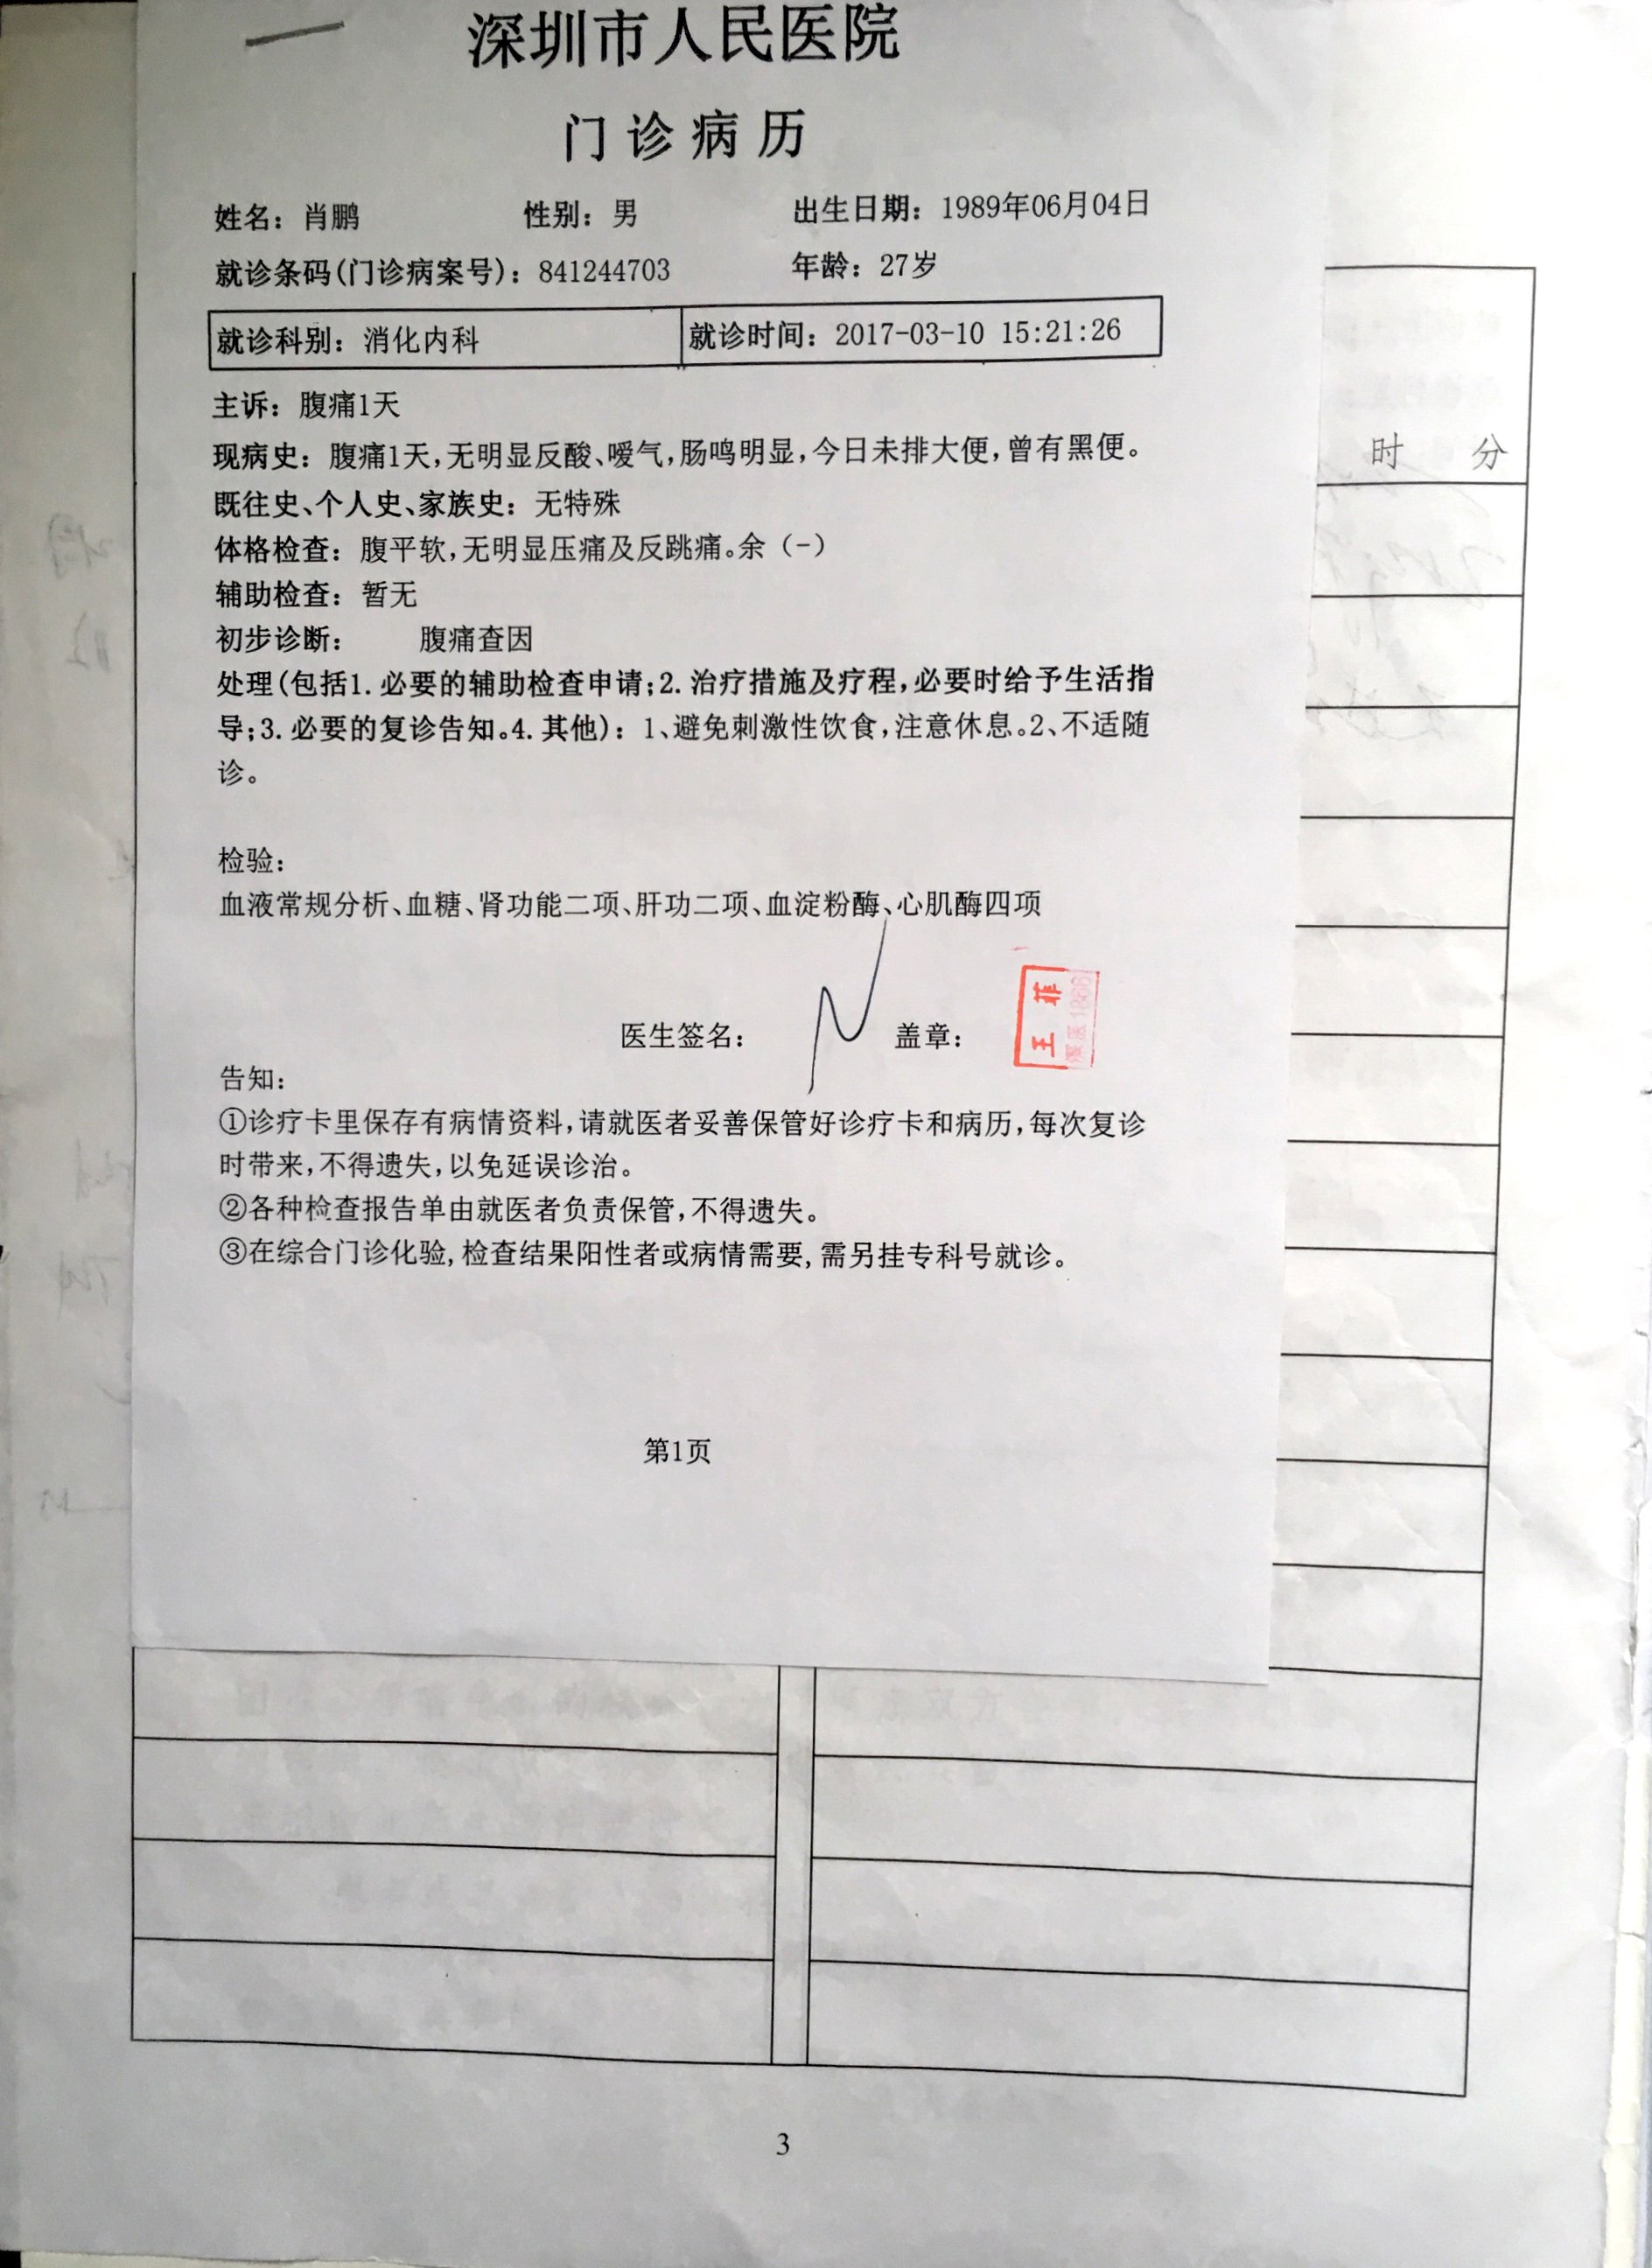 深圳市人民医院
门诊病历
姓名：肖鹏 性别：男 出生日期：1989年06月04日
就诊条码(门诊病案号)：841244703 年龄：27岁
就诊科别：消化内科 就诊时间：2017-03-10 15:21:26
主诉：腹痛1天
现病史：腹痛1天,无明显反酸、嗳气,肠鸣明显,今日未排大便,曾有黑便。
既往史、个人史、家族史：无特殊
体格检查：腹平软,无明显压痛及反跳痛。余（-）
辅助检查：暂无
初步诊断： 腹痛查因
处理(包括1.必要的辅助检查申请;2.治疗措施及疗程,必要时给予生活指
导;3.必要的复诊告知。4.其他)：1、避免刺激性饮食,注意休息。2、不适随
诊。
检验：
血液常规分析、血糖、肾功能二项、肝功二项、血淀粉酶、心肌酶四项
医生签名： 盖章：
王菲
告知：
①诊疗卡里保存有病情资料,请就医者妥善保管好诊疗卡和病历,每次复诊
时带来,不得遗失,以免延误诊治。
②各种检查报告单由就医者负责保管,不得遗失。
③在综合门诊化验,检查结果阳性者或病情需要,需另挂专科号就诊。
第1页
时 分
3